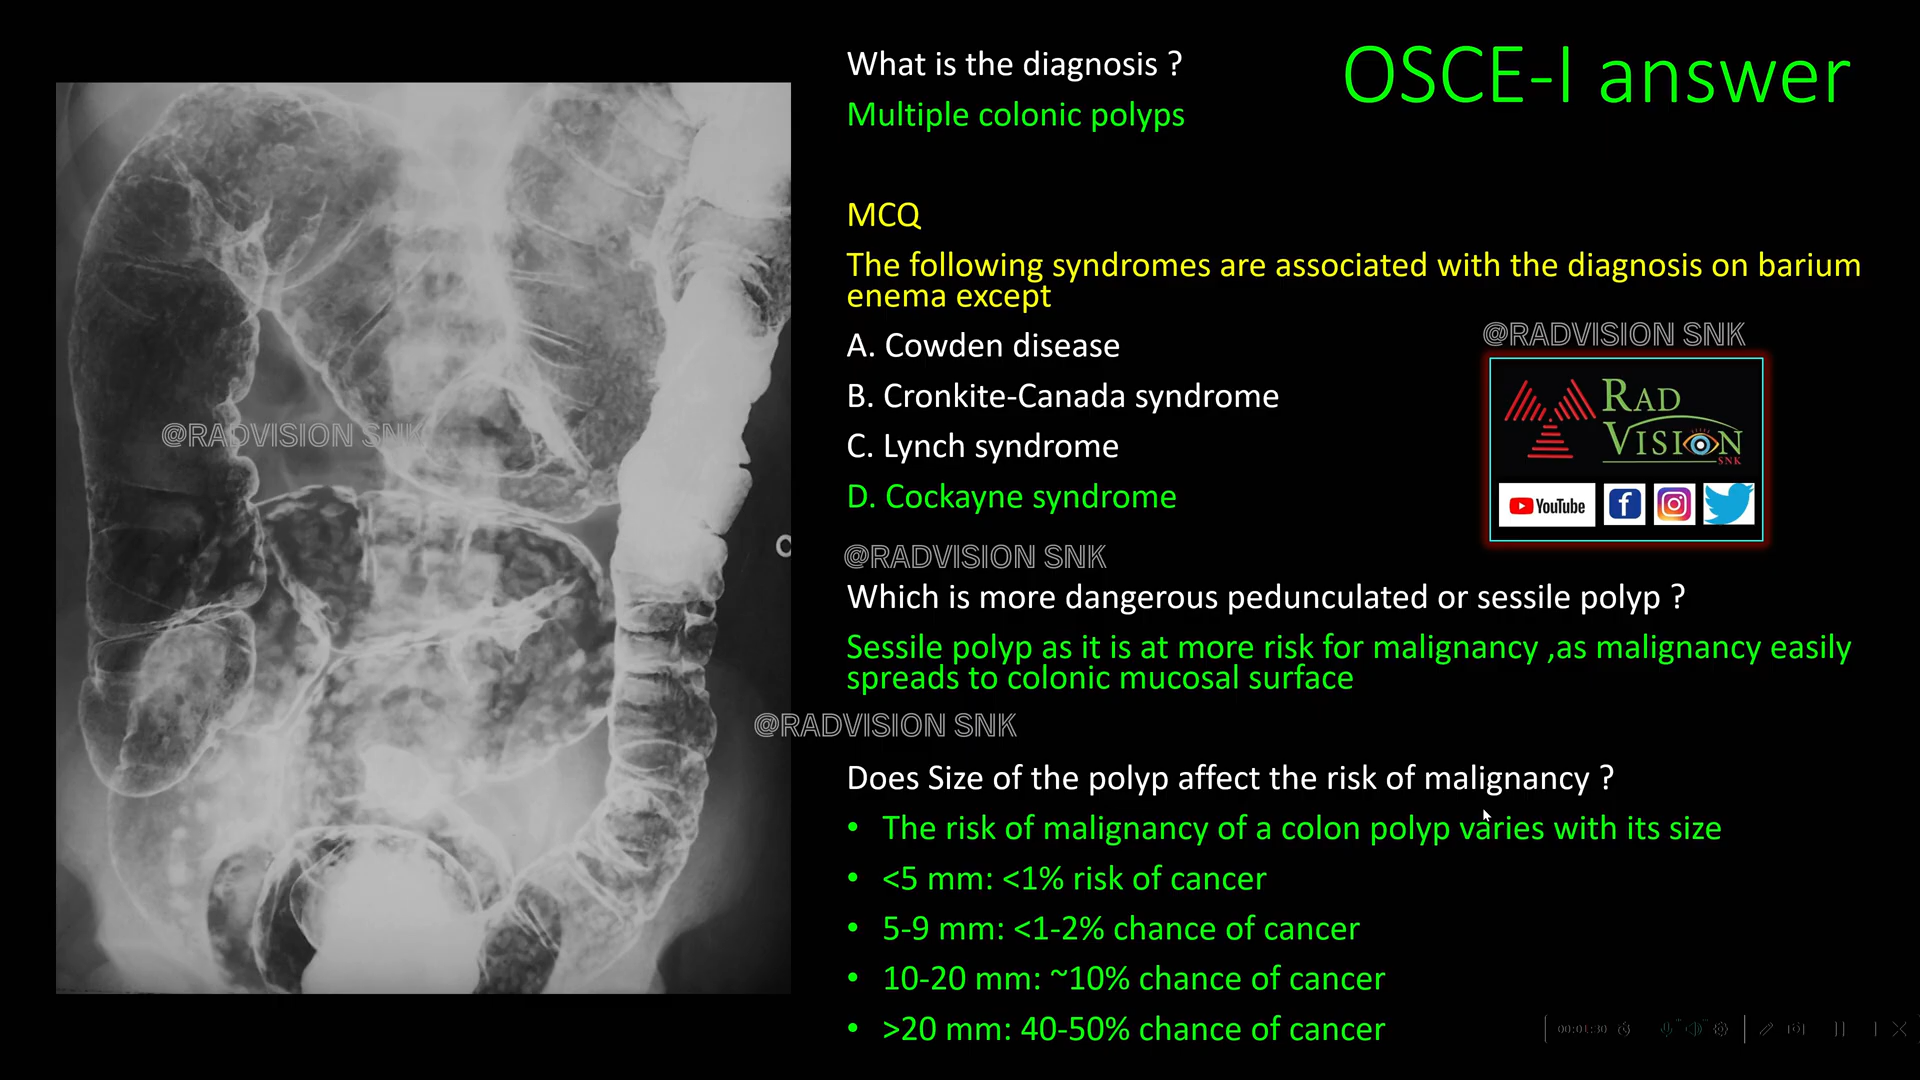 OSCE-I answer
What is the diagnosis ?
Multiple colonic polyps
MCQ
The following syndromes are associated with the diagnosis on barium
enema except
A. Cowden disease
B. Cronkite-Canada syndrome
C. Lynch syndrome
D. Cockayne syndrome
@RADVISION SNK
RAD
VISION
SNK
YouTube
@RADVISION SNK
@RADVISION SNK
Which is more dangerous pedunculated or sessile polyp ?
Sessile polyp as it is at more risk for malignancy ,as malignancy easily
spreads to colonic mucosal surface
@RADVISION SNK
Does Size of the polyp affect the risk of malignancy ?
• The risk of malignancy of a colon polyp varies with its size
• <5 mm: <1% risk of cancer
• 5-9 mm: <1-2% chance of cancer
• 10-20 mm: ~10% chance of cancer
• >20 mm: 40-50% chance of cancer
00:01:30